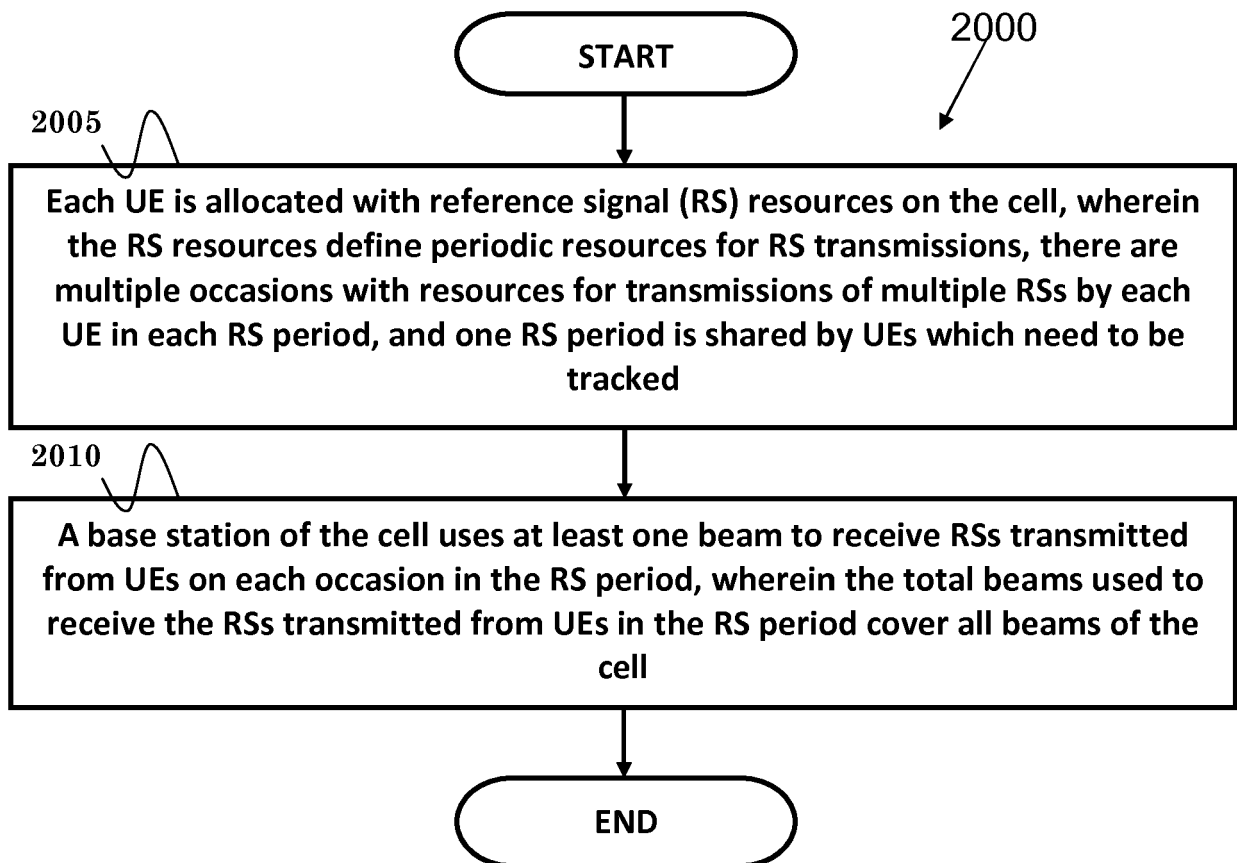 START
2000
2005
Each UE is allocated with reference signal (RS) resources on the cell, wherein
the RS resources define periodic resources for RS transmissions, there are
multiple occasions with resources for transmissions of multiple RSs by each
UE in each RS period, and one RS period is shared by UEs which need to be
tracked
2010
A base station of the cell uses at least one beam to receive RSs transmitted
from UEs on each occasion in the RS period, wherein the total beams used to
receive the RSs transmitted from UEs in the RS period cover all beams of the
cell
END